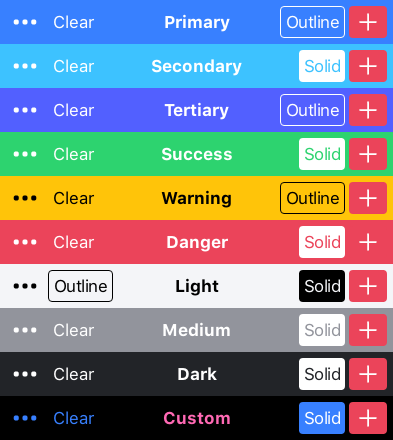 Clear Primary Outline
Clear Secondary Solid
Clear Tertiary Outline
Clear Success Solid
Clear Warning Outline
Clear Danger Solid
Outline Light Solid
Clear Medium Solid
Clear Dark Solid
Clear Custom Solid